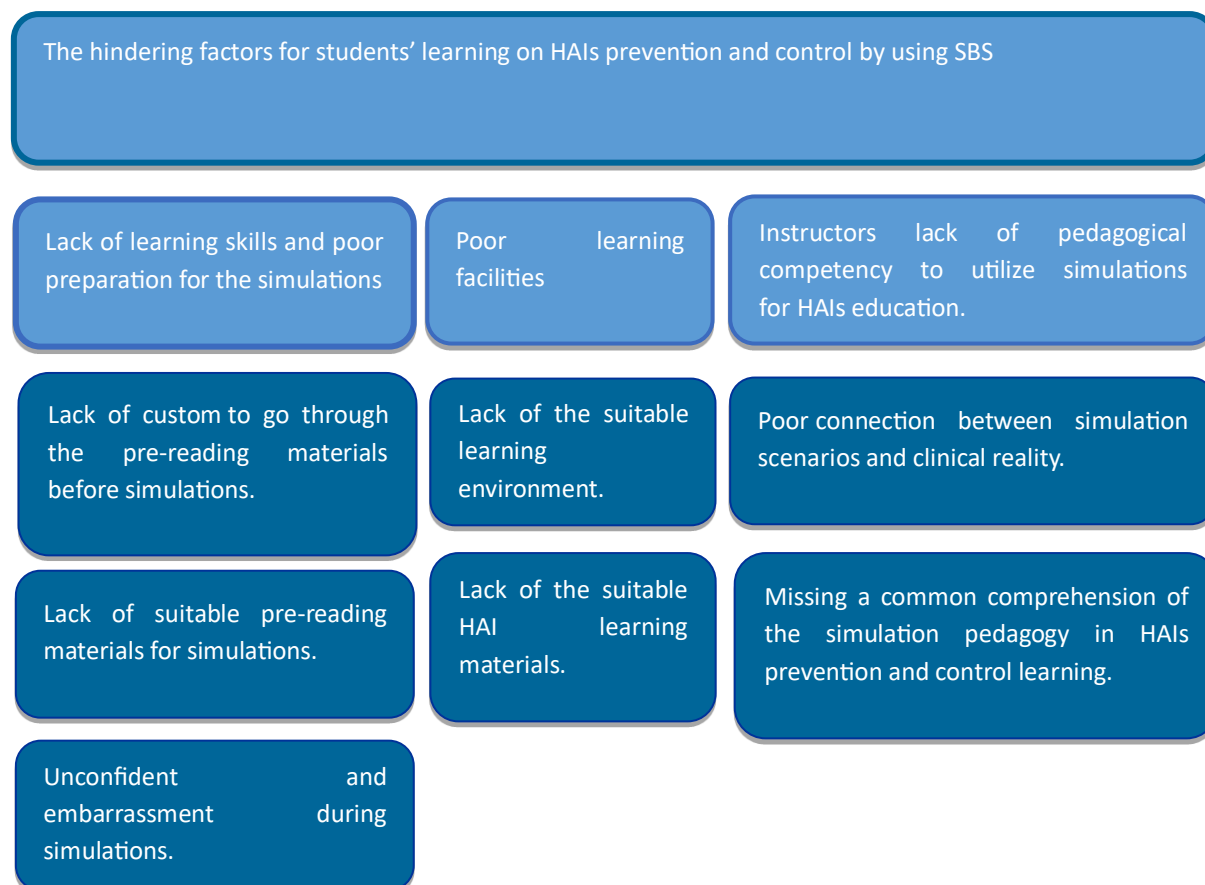 The hindering factors for students’ learning on HAIs prevention and control by using SBS
Lack of learning skills and poor
preparation for the simulations
Poor learning
facilities
Instructors lack of pedagogical
competency to utilize simulations
for HAIs education.
Lack of custom to go through
the pre-reading materials
before simulations.
Lack of the suitable
learning
environment.
Poor connection between simulation
scenarios and clinical reality.
Lack of suitable pre-reading
materials for simulations.
Lack of the suitable
HAI learning
materials.
Missing a common comprehension of
the simulation pedagogy in HAIs
prevention and control learning.
Unconfident and
embarrassment during
simulations.